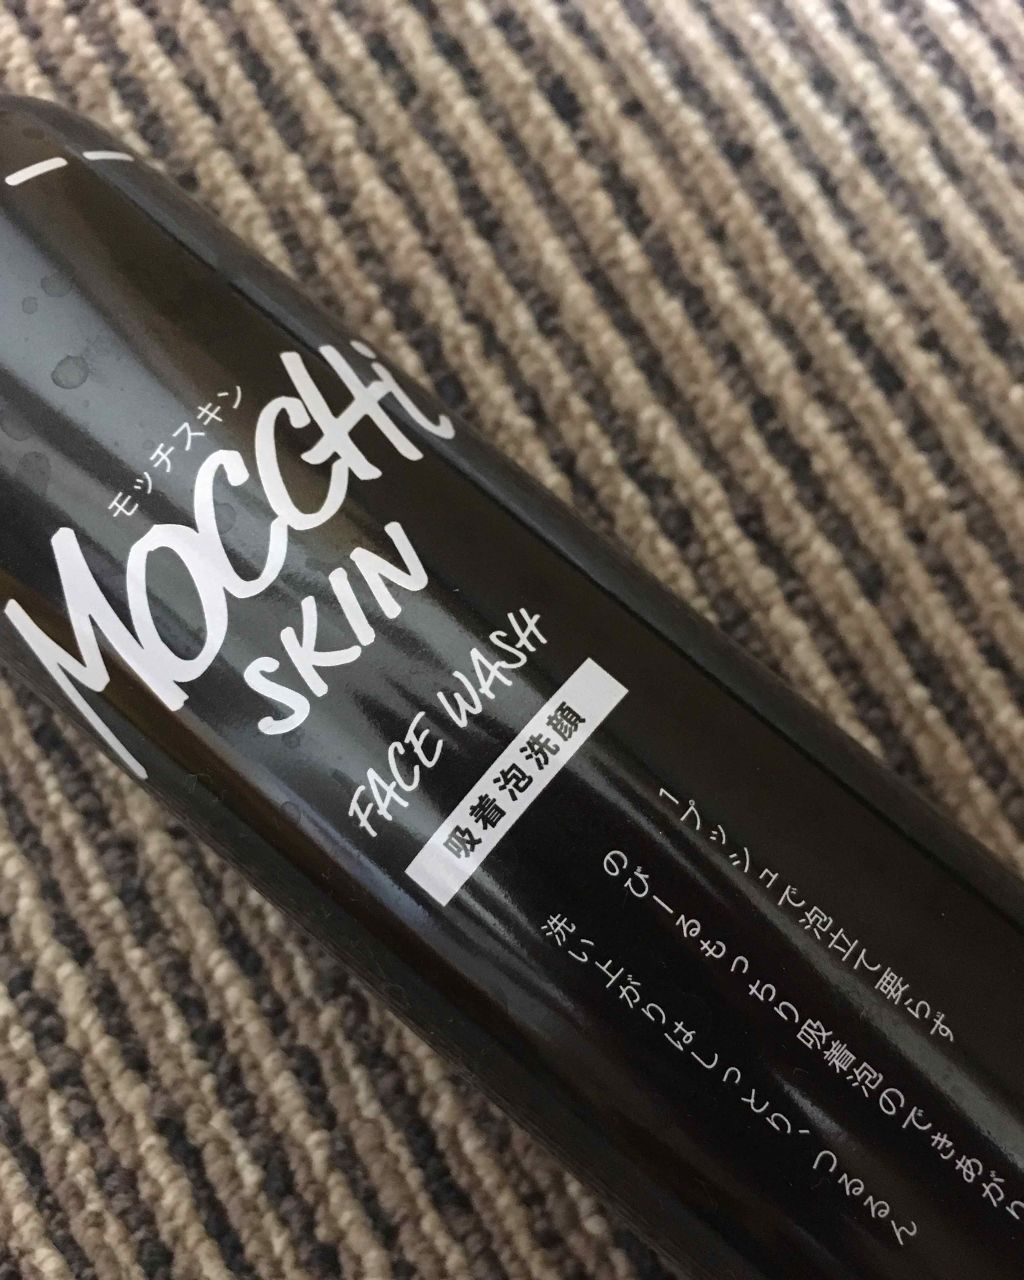 モッチスキン
MOCCHi
SKIN
FACE WASH
吸着泡洗顔
1プッシュで泡立て要らず
のびーるもっちり吸着泡のできあがり
洗い上がりはしっとり、つるるん